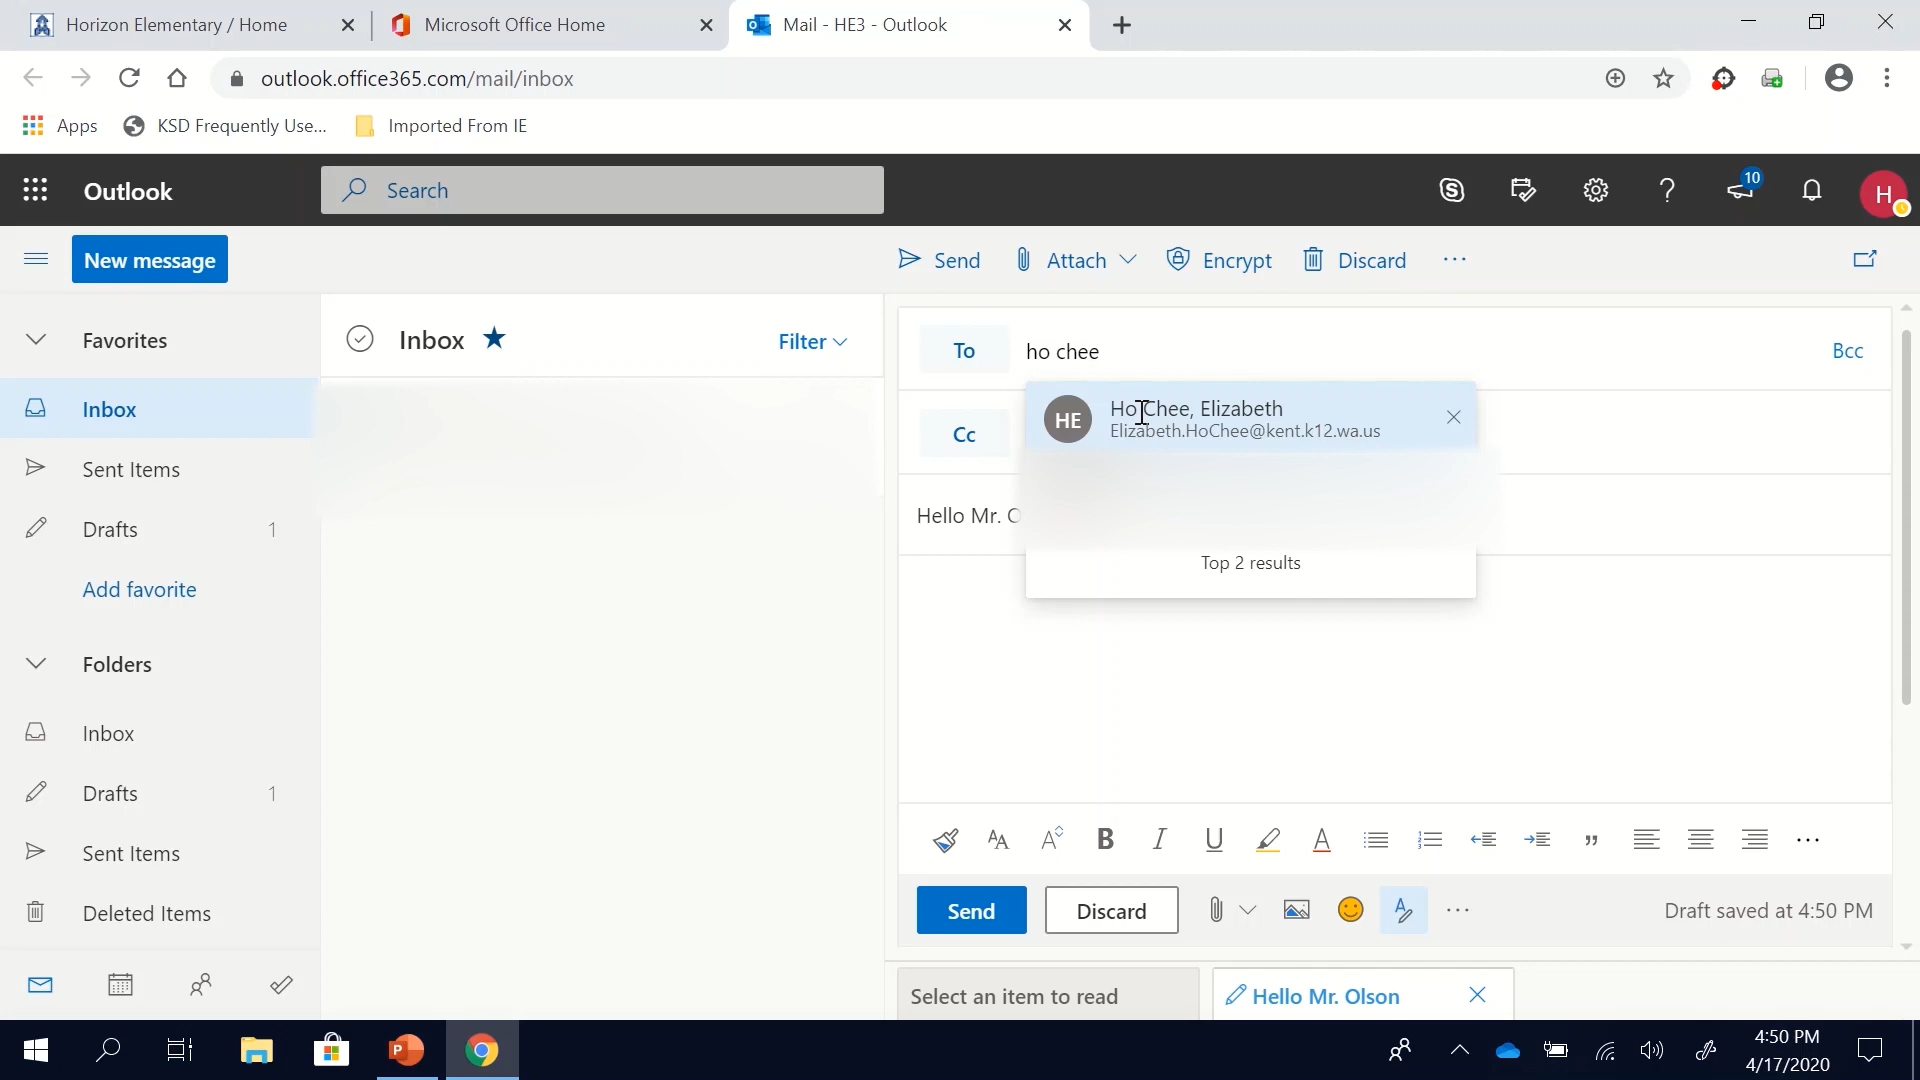 Horizon Elementary / Home
Microsoft Office Home
Mail - HE3 - Outlook
outlook.office365.com/mail/inbox
Apps
KSD Frequently Use...
Imported From IE
Outlook
Search
10
H
New message
Send
Attach
Encrypt
Discard
Favorites
Inbox
Sent Items
Drafts 1
Add favorite
Folders
Inbox
Drafts 1
Sent Items
Deleted Items
Inbox
Filter
To
ho chee
Bcc
HE
Ho Chee, Elizabeth
Elizabeth.HoChee@kent.k12.wa.us
Cc
Hello Mr. O
Top 2 results
Send
Discard
Draft saved at 4:50 PM
Select an item to read
Hello Mr. Olson
4:50 PM
4/17/2020